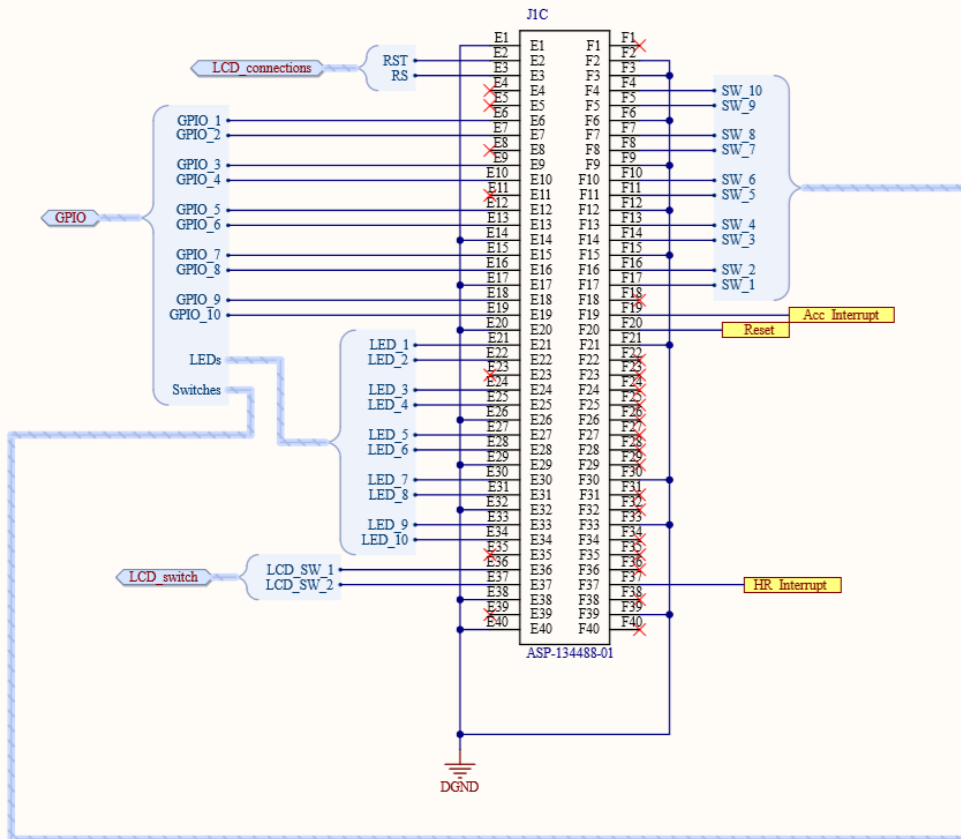 J1C
E1 E1 F1 F1
E2 E2 F2 F2
E3 E3 F3 F3
E4 E4 F4 F4
E5 E5 F5 F5
E6 E6 F6 F6
E7 E7 F7 F7
E8 E8 F8 F8
E9 E9 F9 F9
E10 E10 F10 F10
E11 E11 F11 F11
E12 E12 F12 F12
E13 E13 F13 F13
E14 E14 F14 F14
E15 E15 F15 F15
E16 E16 F16 F16
E17 E17 F17 F17
E18 E18 F18 F18
E19 E19 F19 F19
E20 E20 F20 F20
E21 E21 F21 F21
E22 E22 F22 F22
E23 E23 F23 F23
E24 E24 F24 F24
E25 E25 F25 F25
E26 E26 F26 F26
E27 E27 F27 F27
E28 E28 F28 F28
E29 E29 F29 F29
E30 E30 F30 F30
E31 E31 F31 F31
E32 E32 F32 F32
E33 E33 F33 F33
E34 E34 F34 F34
E35 E35 F35 F35
E36 E36 F36 F36
E37 E37 F37 F37
E38 E38 F38 F38
E39 E39 F39 F39
E40 E40 F40 F40
ASP-134488-01
LCD_connections
RST
RS
GPIO
GPIO_1
GPIO_2
GPIO_3
GPIO_4
GPIO_5
GPIO_6
GPIO_7
GPIO_8
GPIO_9
GPIO_10
LEDs
Switches
LED_1
LED_2
LED_3
LED_4
LED_5
LED_6
LED_7
LED_8
LED_9
LED_10
LCD_switch
LCD_SW_1
LCD_SW_2
SW_10
SW_9
SW_8
SW_7
SW_6
SW_5
SW_4
SW_3
SW_2
SW_1
Acc_Interrupt
Reset
HR_Interrupt
DGND